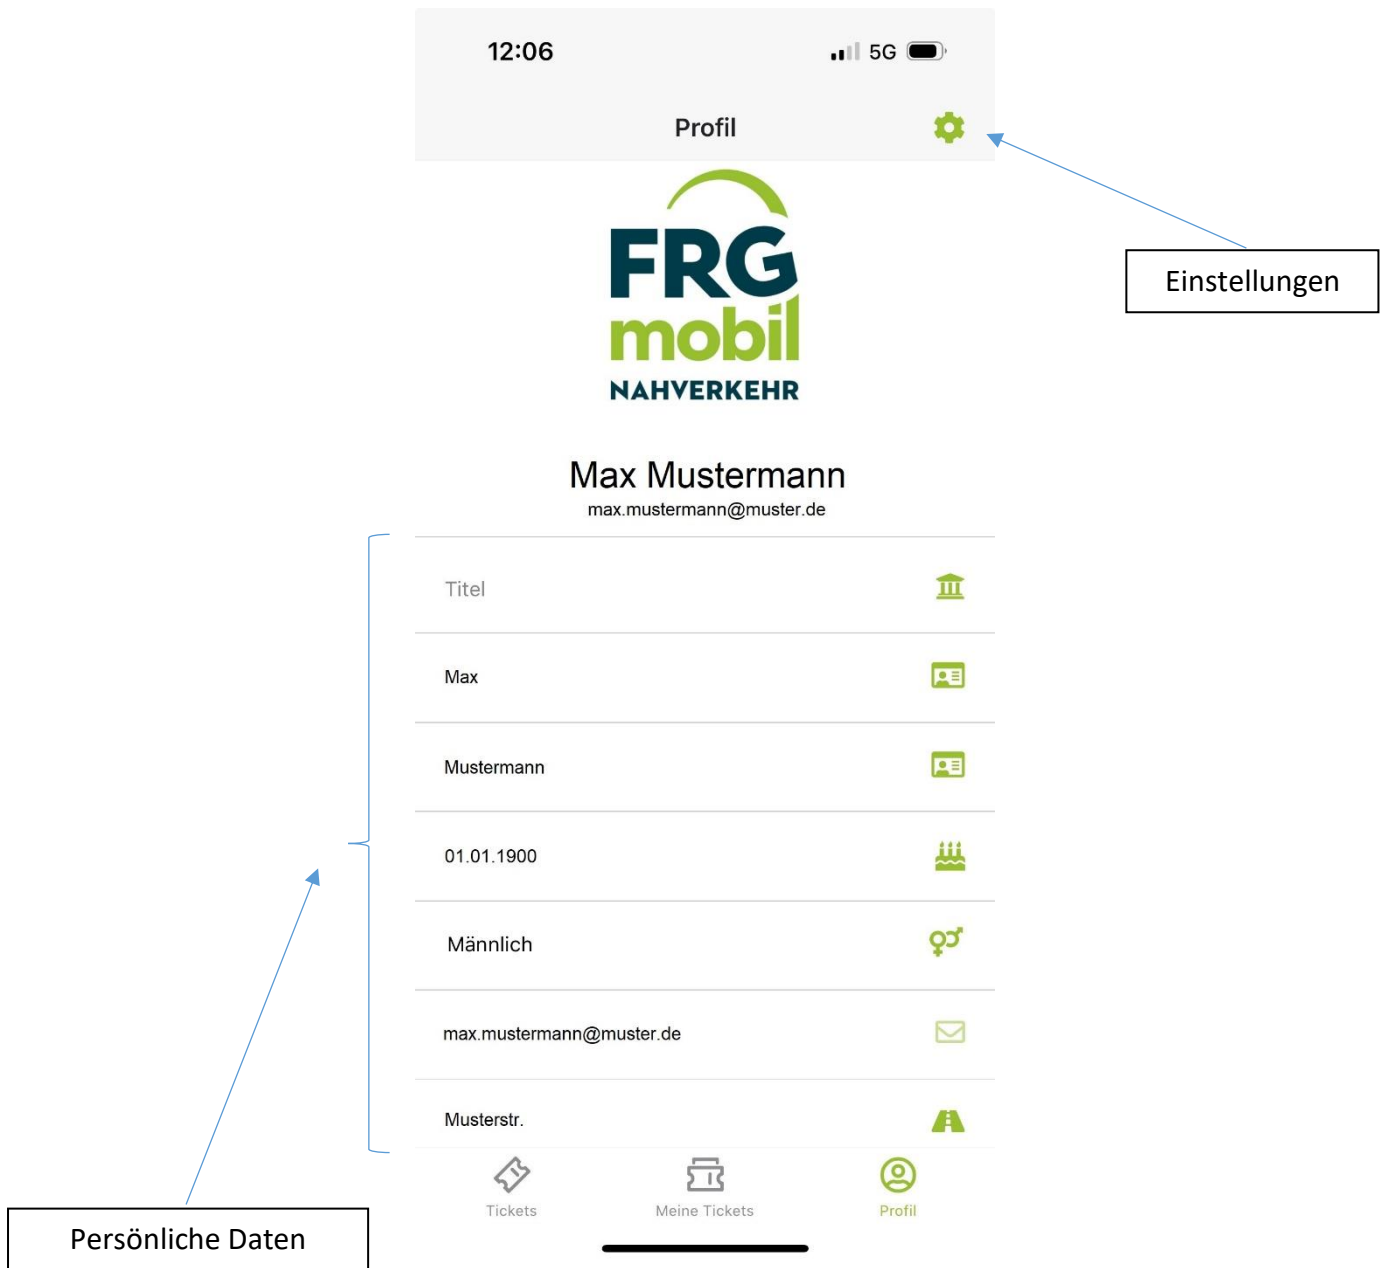 12:06
5G
Profil
Einstellungen
FRG
mobil
NAHVERKEHR
Max Mustermann
max.mustermann@muster.de
Titel
Max
Mustermann
01.01.1900
Männlich
max.mustermann@muster.de
Musterstr.
Tickets
Meine Tickets
Profil
Persönliche Daten